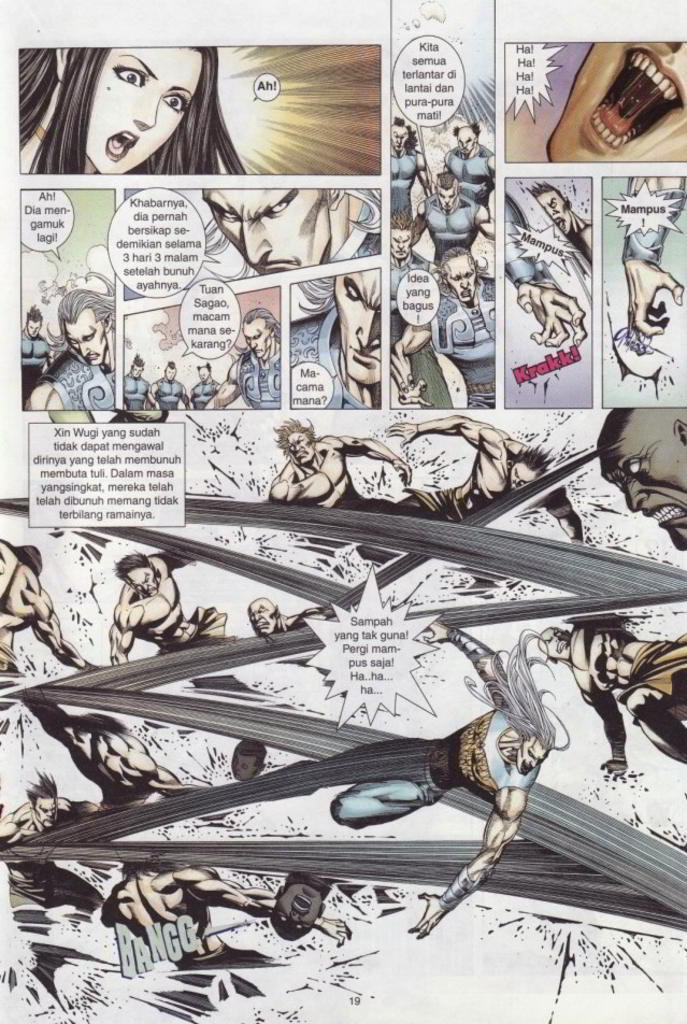 Ah!
Ah!
Dia men-
gamuk
lagi!
Khabarnya,
dia pernah
bersikap se-
demikian selama
3 hari 3 malam
setelah bunuh
ayahnya.
Tuan
Sagao,
macam
mana se-
karang?
Ma-
cama
mana?
Kita
semua
terlantar di
lantai dan
pura-pura
mati!
Idea
yang
bagus
!
Ha!
Ha!
Ha!
Ha!
Mampus
!
Krakk!
Mampus
!
Xin Wugi yang sudah
tidak dapat mengawal
dirinya yang telah membunuh
membuta tuli. Dalam masa
yangsingkat, mereka telah
telah dibunuh memang tidak
terbilang ramainya.
Sampah
yang tak guna!
Pergi mam-
pus saja!
Ha..ha...
ha...
DANGG
19